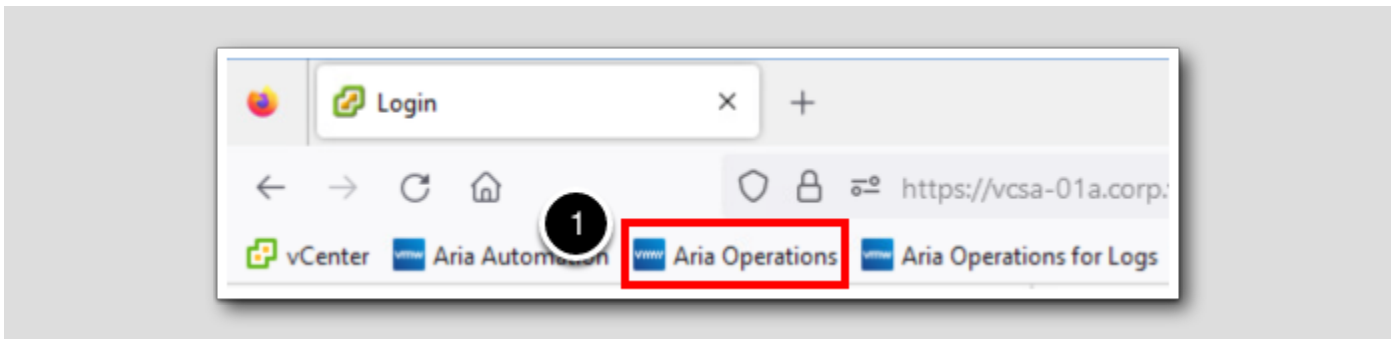 Login
https://vcsa-01a.corp.
1
vCenter Aria Automation Aria Operations Aria Operations for Logs